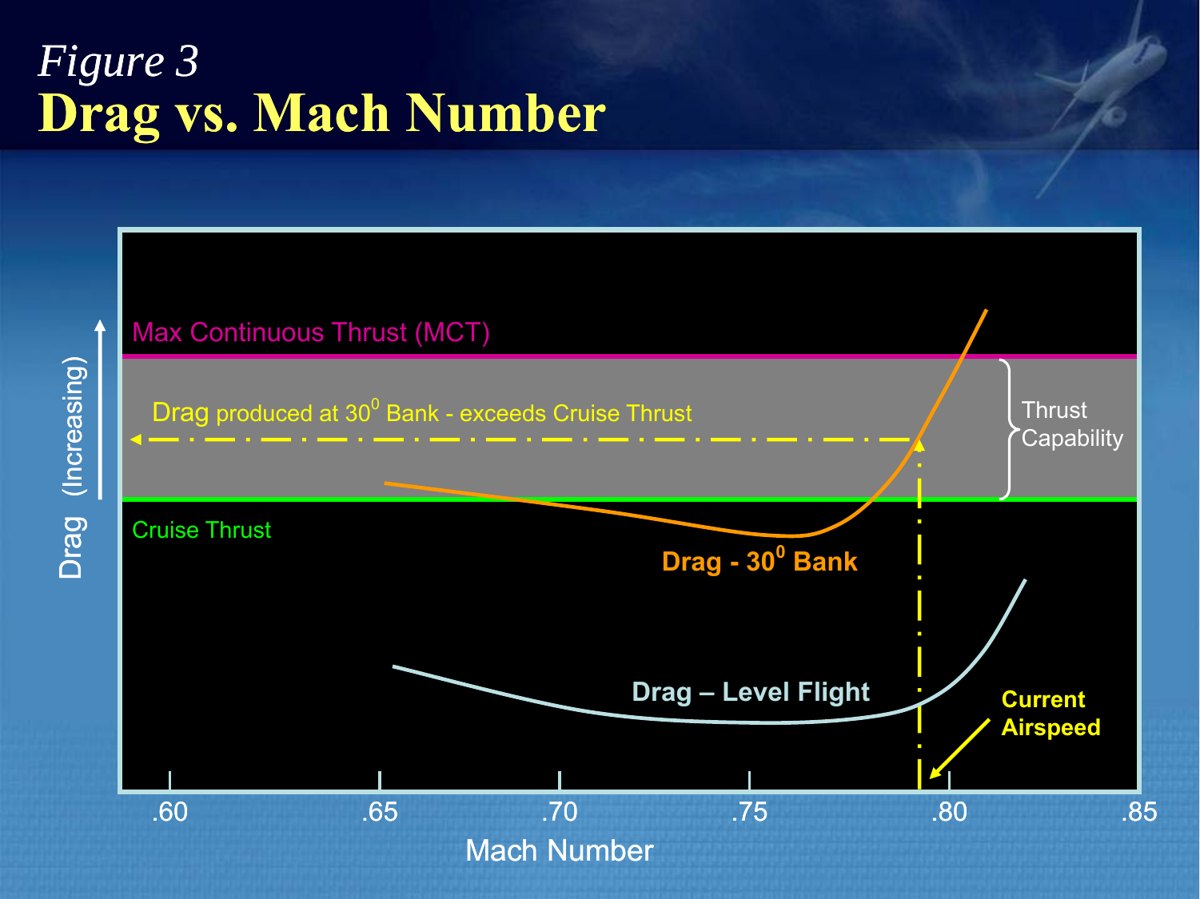 Figure 3
Drag vs. Mach Number
Max Continuous Thrust (MCT)
Drag produced at 30⁰ Bank - exceeds Cruise Thrust
Thrust
Capability
Cruise Thrust
Drag - 30⁰ Bank
Drag – Level Flight
Current
Airspeed
Drag (Increasing)
.60 .65 .70 .75 .80 .85
Mach Number